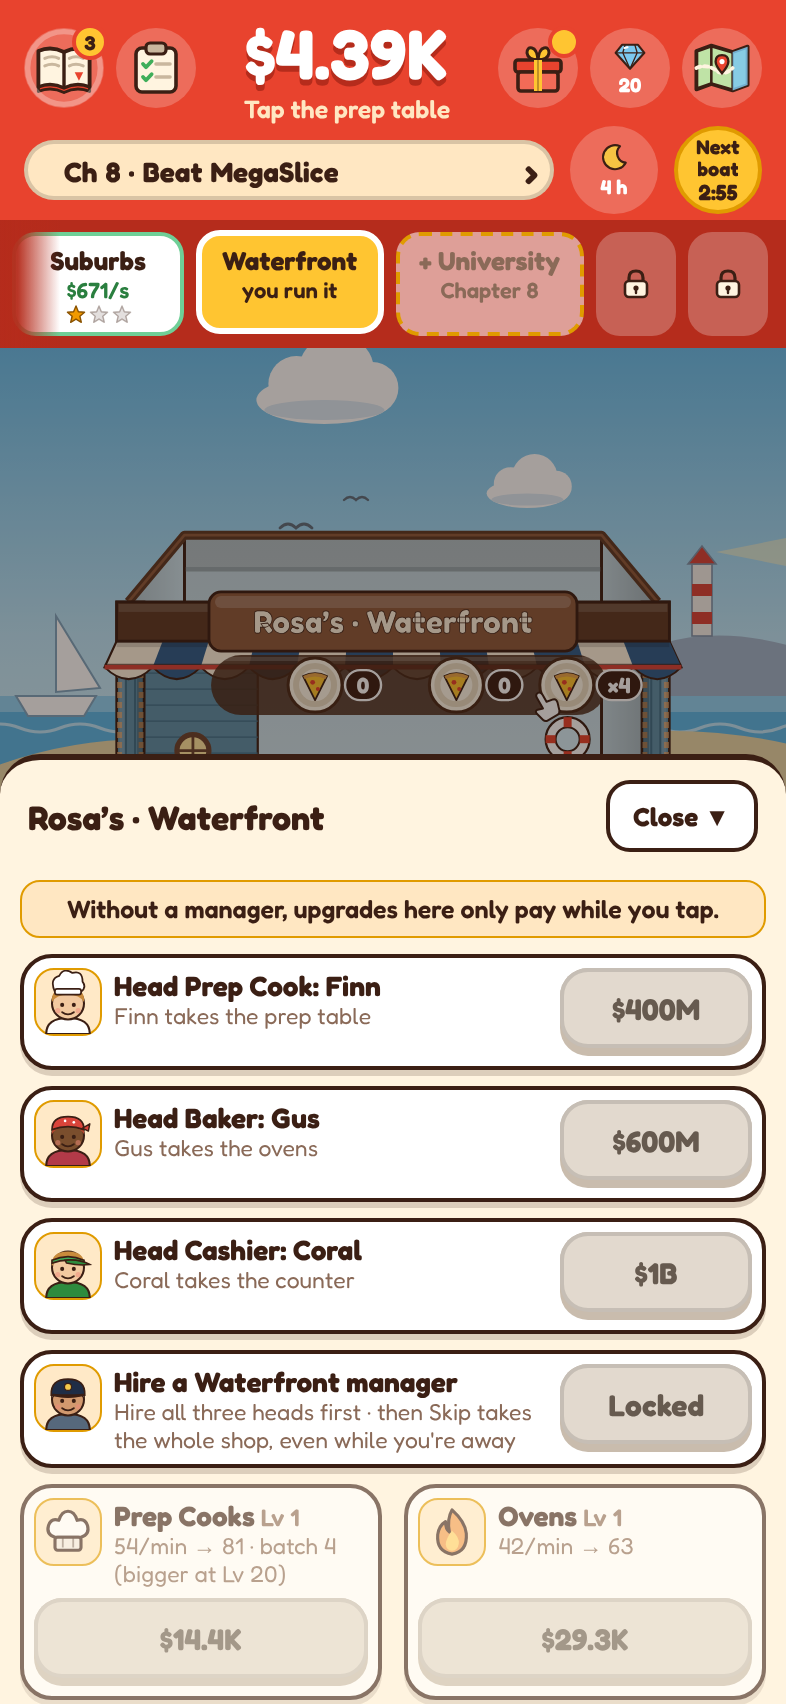 3
$4.39K
Tap the prep table
20
Ch 8 · Beat MegaSlice
4 h
Next
boat
2:55
Suburbs
$671/s
Waterfront
you run it
+ University
Chapter 8
Rosa's · Waterfront
0
0
x4
Rosa's · Waterfront
Close ▼
Without a manager, upgrades here only pay while you tap.
Head Prep Cook: Finn
Finn takes the prep table
$400M
Head Baker: Gus
Gus takes the ovens
$600M
Head Cashier: Coral
Coral takes the counter
$1B
Hire a Waterfront manager
Hire all three heads first · then Skip takes
the whole shop, even while you're away
Locked
Prep Cooks Lv 1
54/min → 81 · batch 4
(bigger at Lv 20)
$14.4K
Ovens Lv 1
42/min → 63
$29.3K